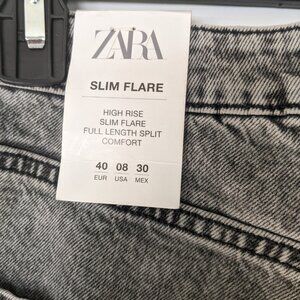 ZARA
SLIM FLARE
HIGH RISE
SLIM FLARE
FULL LENGTH SPLIT
COMFORT
40 08 30
EUR USA MEX